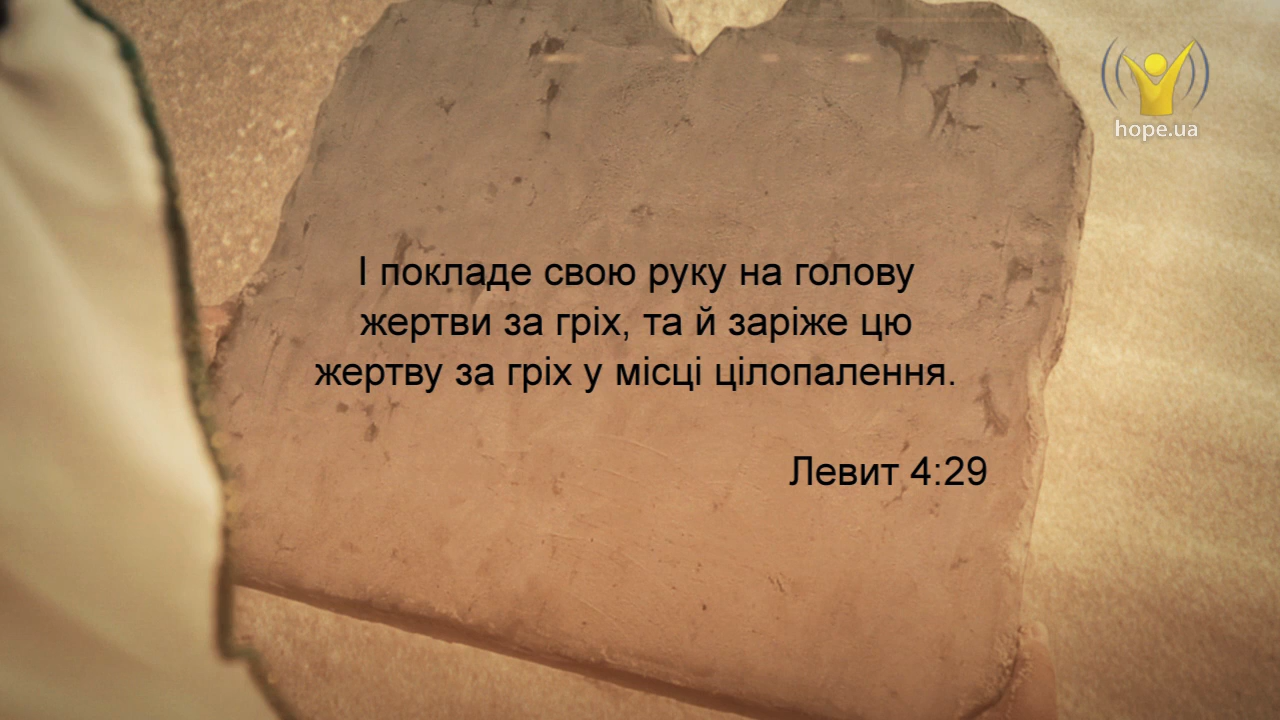 hope.ua
І покладе свою руку на голову
жертви за гріх, та й заріже цю
жертву за гріх у місці цілопалення.
Левит 4:29